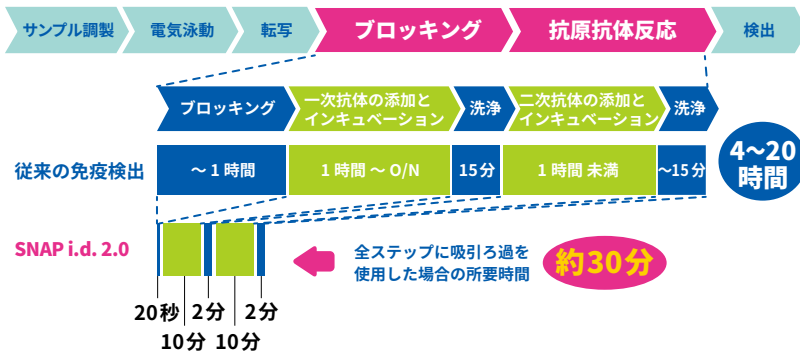 サンプル調製
電気泳動
転写
ブロッキング
抗原抗体反応
検出
ブロッキング
一次抗体の添加と
インキュベーション
洗浄
二次抗体の添加と
インキュベーション
洗浄
従来の免疫検出
～ 1 時間
1 時間 ～ O/N
15分
1 時間 未満
～15分
4～20
時間
SNAP i.d. 2.0
全ステップに吸引ろ過を
使用した場合の所要時間
約30分
20秒
2分
2分
10分
10分